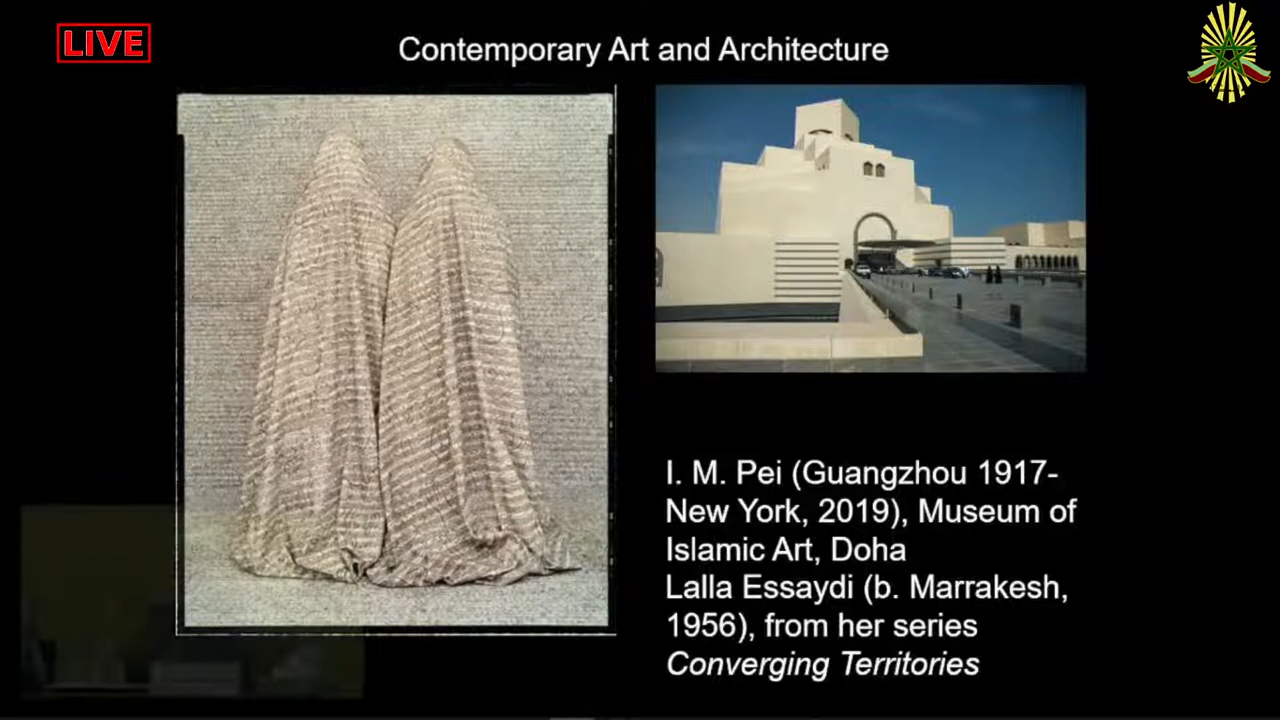 LIVE
Contemporary Art and Architecture
I. M. Pei (Guangzhou 1917-
New York, 2019), Museum of
Islamic Art, Doha
Lalla Essaydi (b. Marrakesh,
1956), from her series
Converging Territories